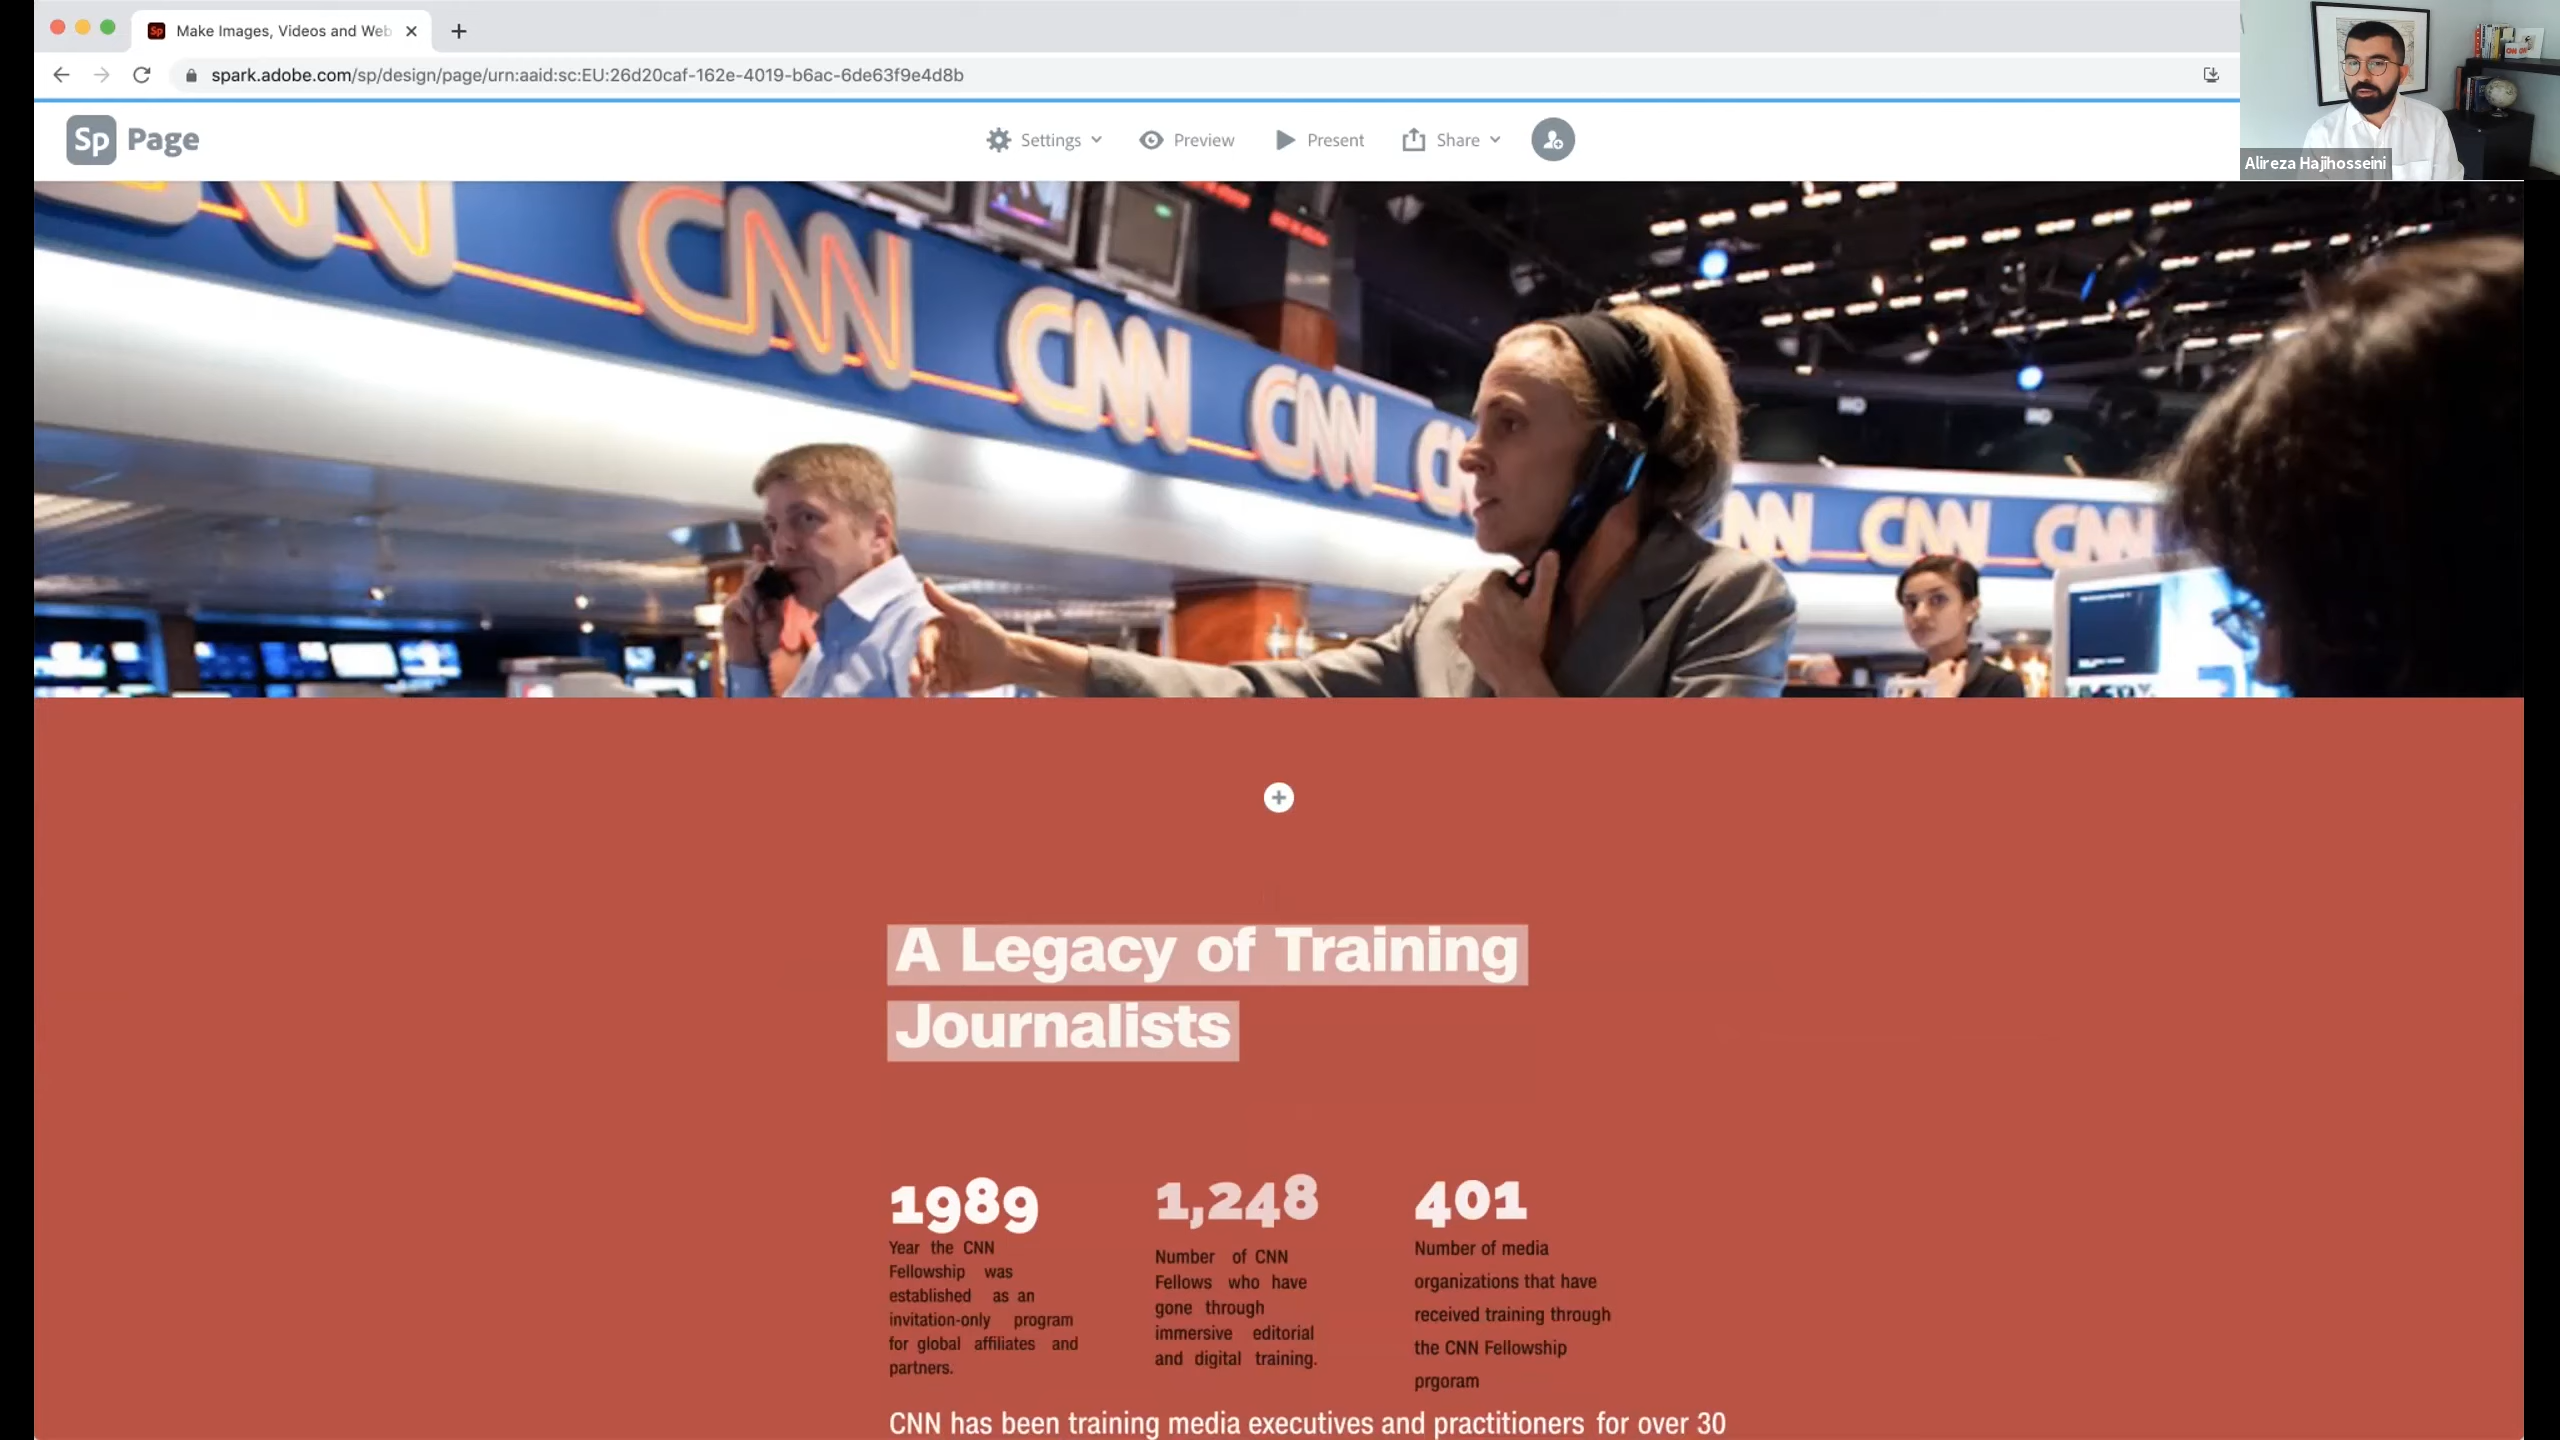 Make Images, Videos and Web
spark.adobe.com/sp/design/page/urn:aaid:sc:EU:26d20caf-162e-4019-b6ac-6de63f9e4d8b
Sp Page
Settings Preview Present Share
Alireza Hajihosseini
CNN CNN CNN
CNN CNN
A Legacy of Training
Journalists
1989
Year the CNN
Fellowship was
established as an
invitation-only program
for global affiliates and
partners.
1,248
Number of CNN
Fellows who have
gone through
immersive editorial
and digital training.
401
Number of media
organizations that have
received training through
the CNN Fellowship
prgoram
CNN has been training media executives and practitioners for over 30